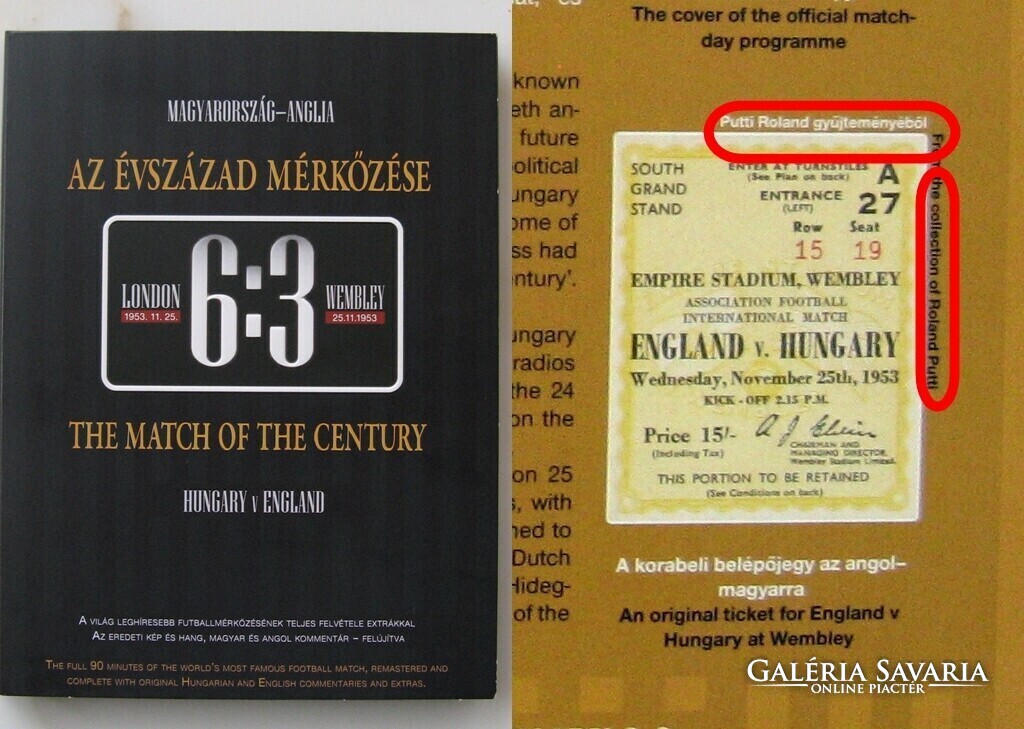 MAGYARORSZÁG–ANGLIA
AZ ÉVSZÁZAD MÉRKŐZÉSE
LONDON
1953. 11. 25.
6:3
WEMBLEY
25.11.1953
THE MATCH OF THE CENTURY
HUNGARY V ENGLAND
A VILÁG LEGHÍRESEBB FUTBALLMÉRKŐZÉSÉNEK TELJES FELVÉTELE EXTRÁKKAL
AZ EREDETI KÉP ÉS HANG, MAGYAR ÉS ANGOL KOMMENTÁR – FELÚJÍTVA
THE FULL 90 MINUTES OF THE WORLD'S MOST FAMOUS FOOTBALL MATCH, REMASTERED AND
COMPLETE WITH ORIGINAL HUNGARIAN AND ENGLISH COMMENTARIES AND EXTRAS.
The cover of the official match-
day programme
known
eth an-
future
olitical
ungary
ome of
ss had
ntury'.
ungary
radios
the 24
on the
on 25
, with
ned to
Dutch
Hideg-
of the
Putti Roland gyűjteményéből
From the collection of Roland Putti
SOUTH
GRAND
STAND
ENTER AT TURNSTILES
(See Plan on back)
A
ENTRANCE
(LEFT)
27
Row Seat
15 19
EMPIRE STADIUM, WEMBLEY
ASSOCIATION FOOTBALL
INTERNATIONAL MATCH
ENGLAND V. HUNGARY
Wednesday, November 25th, 1953
KICK-OFF 2.15 P.M.
Price 15/-
(Including Tax)
CHAIRMAN AND
MANAGING DIRECTOR
Wembley Stadium Limited.
THIS PORTION TO BE RETAINED
(See Conditions on back)
A korabeli belépőjegy az angol–
magyarra
An original ticket for England v
Hungary at Wembley
GALÉRIA SAVARIA
ONLINE PIACTÉR